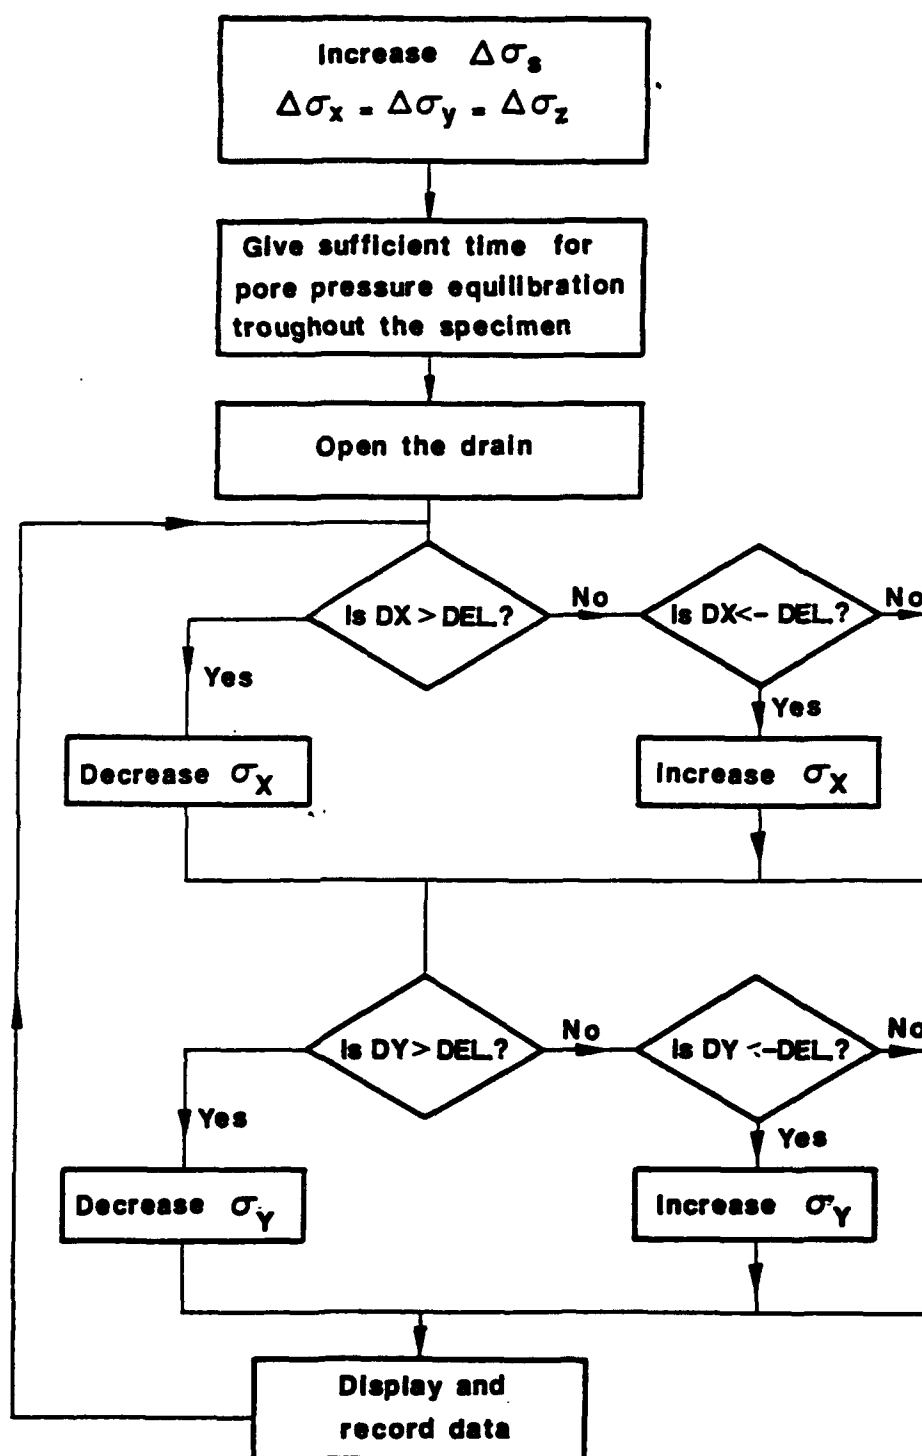 Increase Δσs
Δσx = Δσy = Δσz
Give sufficient time for
pore pressure equilibration
troughout the specimen
Open the drain
Is DX > DEL.?
No
Is DX<- DEL.?
No
Yes
Yes
Decrease σX
Increase σX
Is DY> DEL.?
No
Is DY <-DEL.?
No
Yes
Yes
Decrease σY
Increase σY
Display and
record data